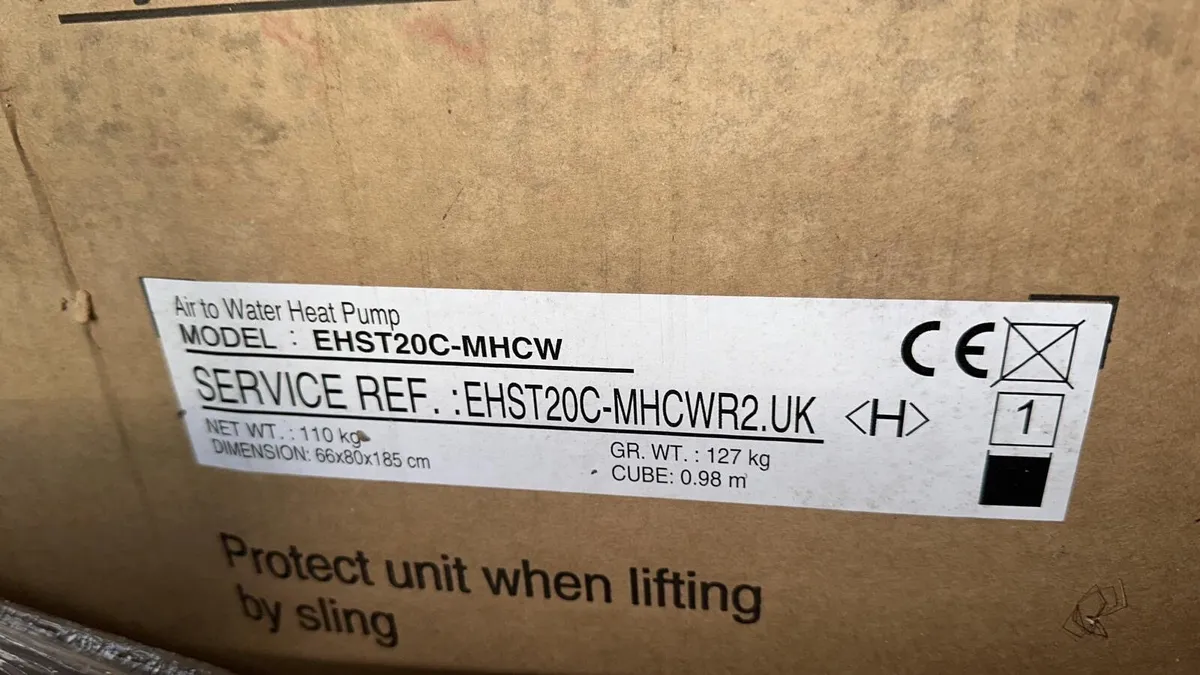 Air to Water Heat Pump
MODEL : EHST20C-MHCW
SERVICE REF. :EHST20C-MHCWR2.UK <H>
NET WT. : 110 kg
DIMENSION: 66x80x185 cm
GR. WT. : 127 kg
CUBE: 0.98 m
CE
1
Protect unit when lifting
by sling